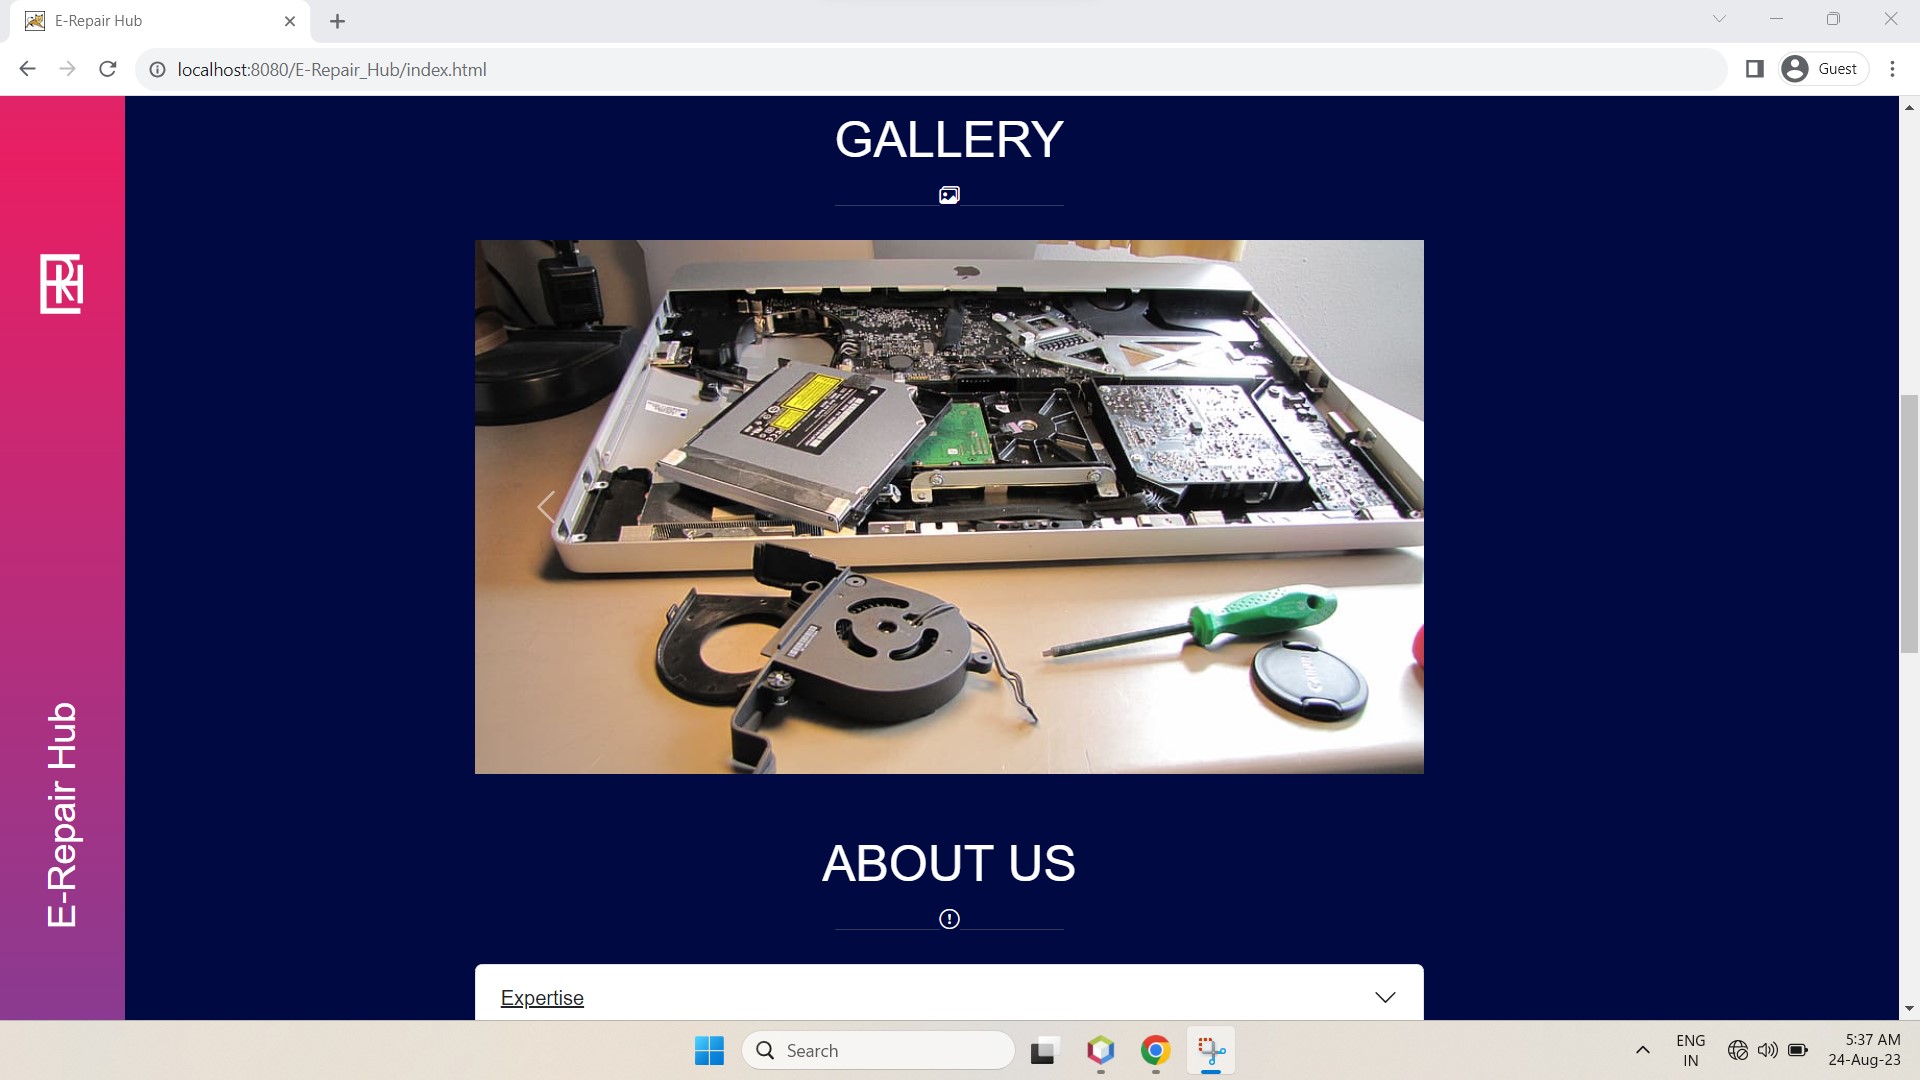 E-Repair Hub
localhost:8080/E-Repair_Hub/index.html
Guest
GALLERY
E-Repair Hub
ABOUT US
Expertise
Search
ENG
IN
5:37 AM
24-Aug-23